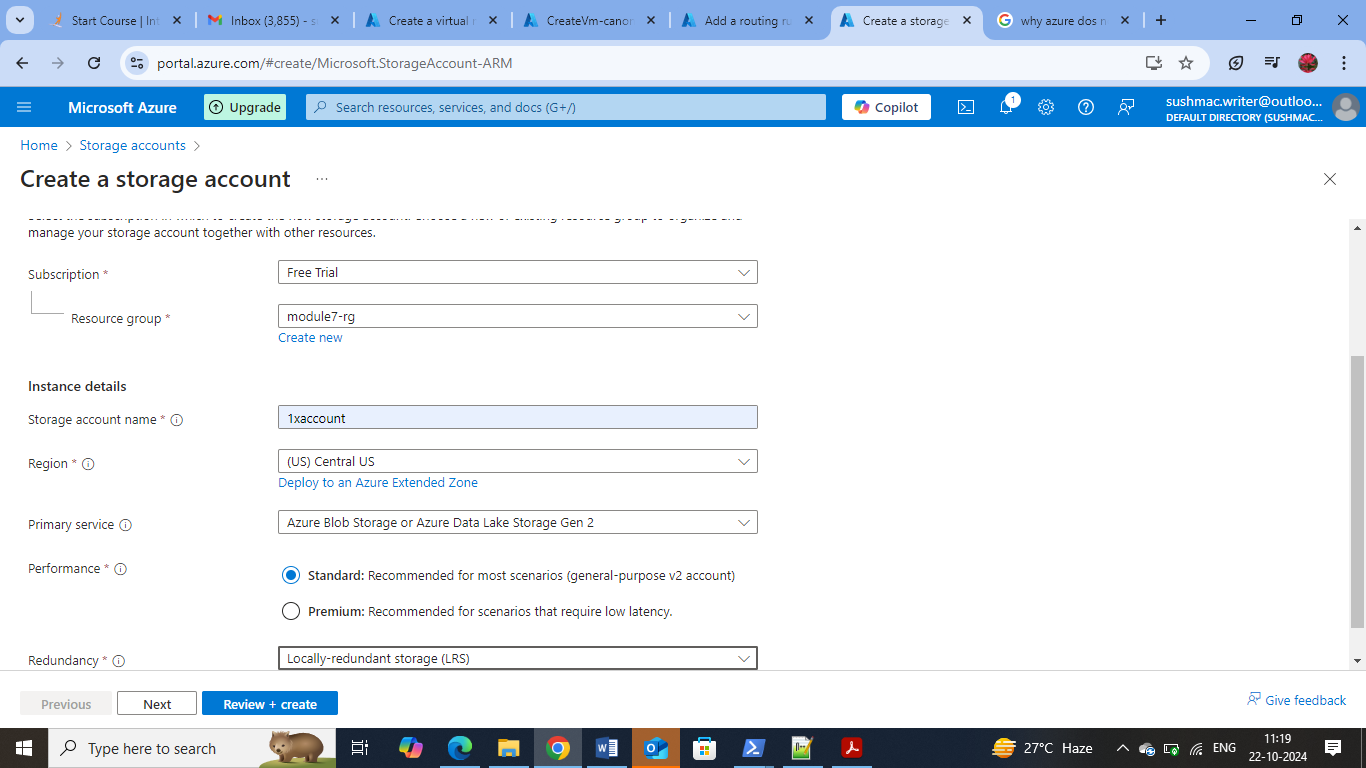 Start Course | Int
Inbox (3,855) - s
Create a virtual r
CreateVm-canon
Add a routing ru
Create a storage
why azure dos n
portal.azure.com/#create/Microsoft.StorageAccount-ARM
Microsoft Azure
Upgrade
Search resources, services, and docs (G+/)
Copilot
1
sushmac.writer@outloo...
DEFAULT DIRECTORY (SUSHMAC...
Home > Storage accounts >
Create a storage account ...
manage your storage account together with other resources.
Subscription *
Free Trial
Resource group *
module7-rg
Create new
Instance details
Storage account name *
1xaccount
Region *
(US) Central US
Deploy to an Azure Extended Zone
Primary service
Azure Blob Storage or Azure Data Lake Storage Gen 2
Performance *
Standard: Recommended for most scenarios (general-purpose v2 account)
Premium: Recommended for scenarios that require low latency.
Redundancy *
Locally-redundant storage (LRS)
Previous
Next
Review + create
Give feedback
Type here to search
27°C Haze
ENG
11:19
22-10-2024